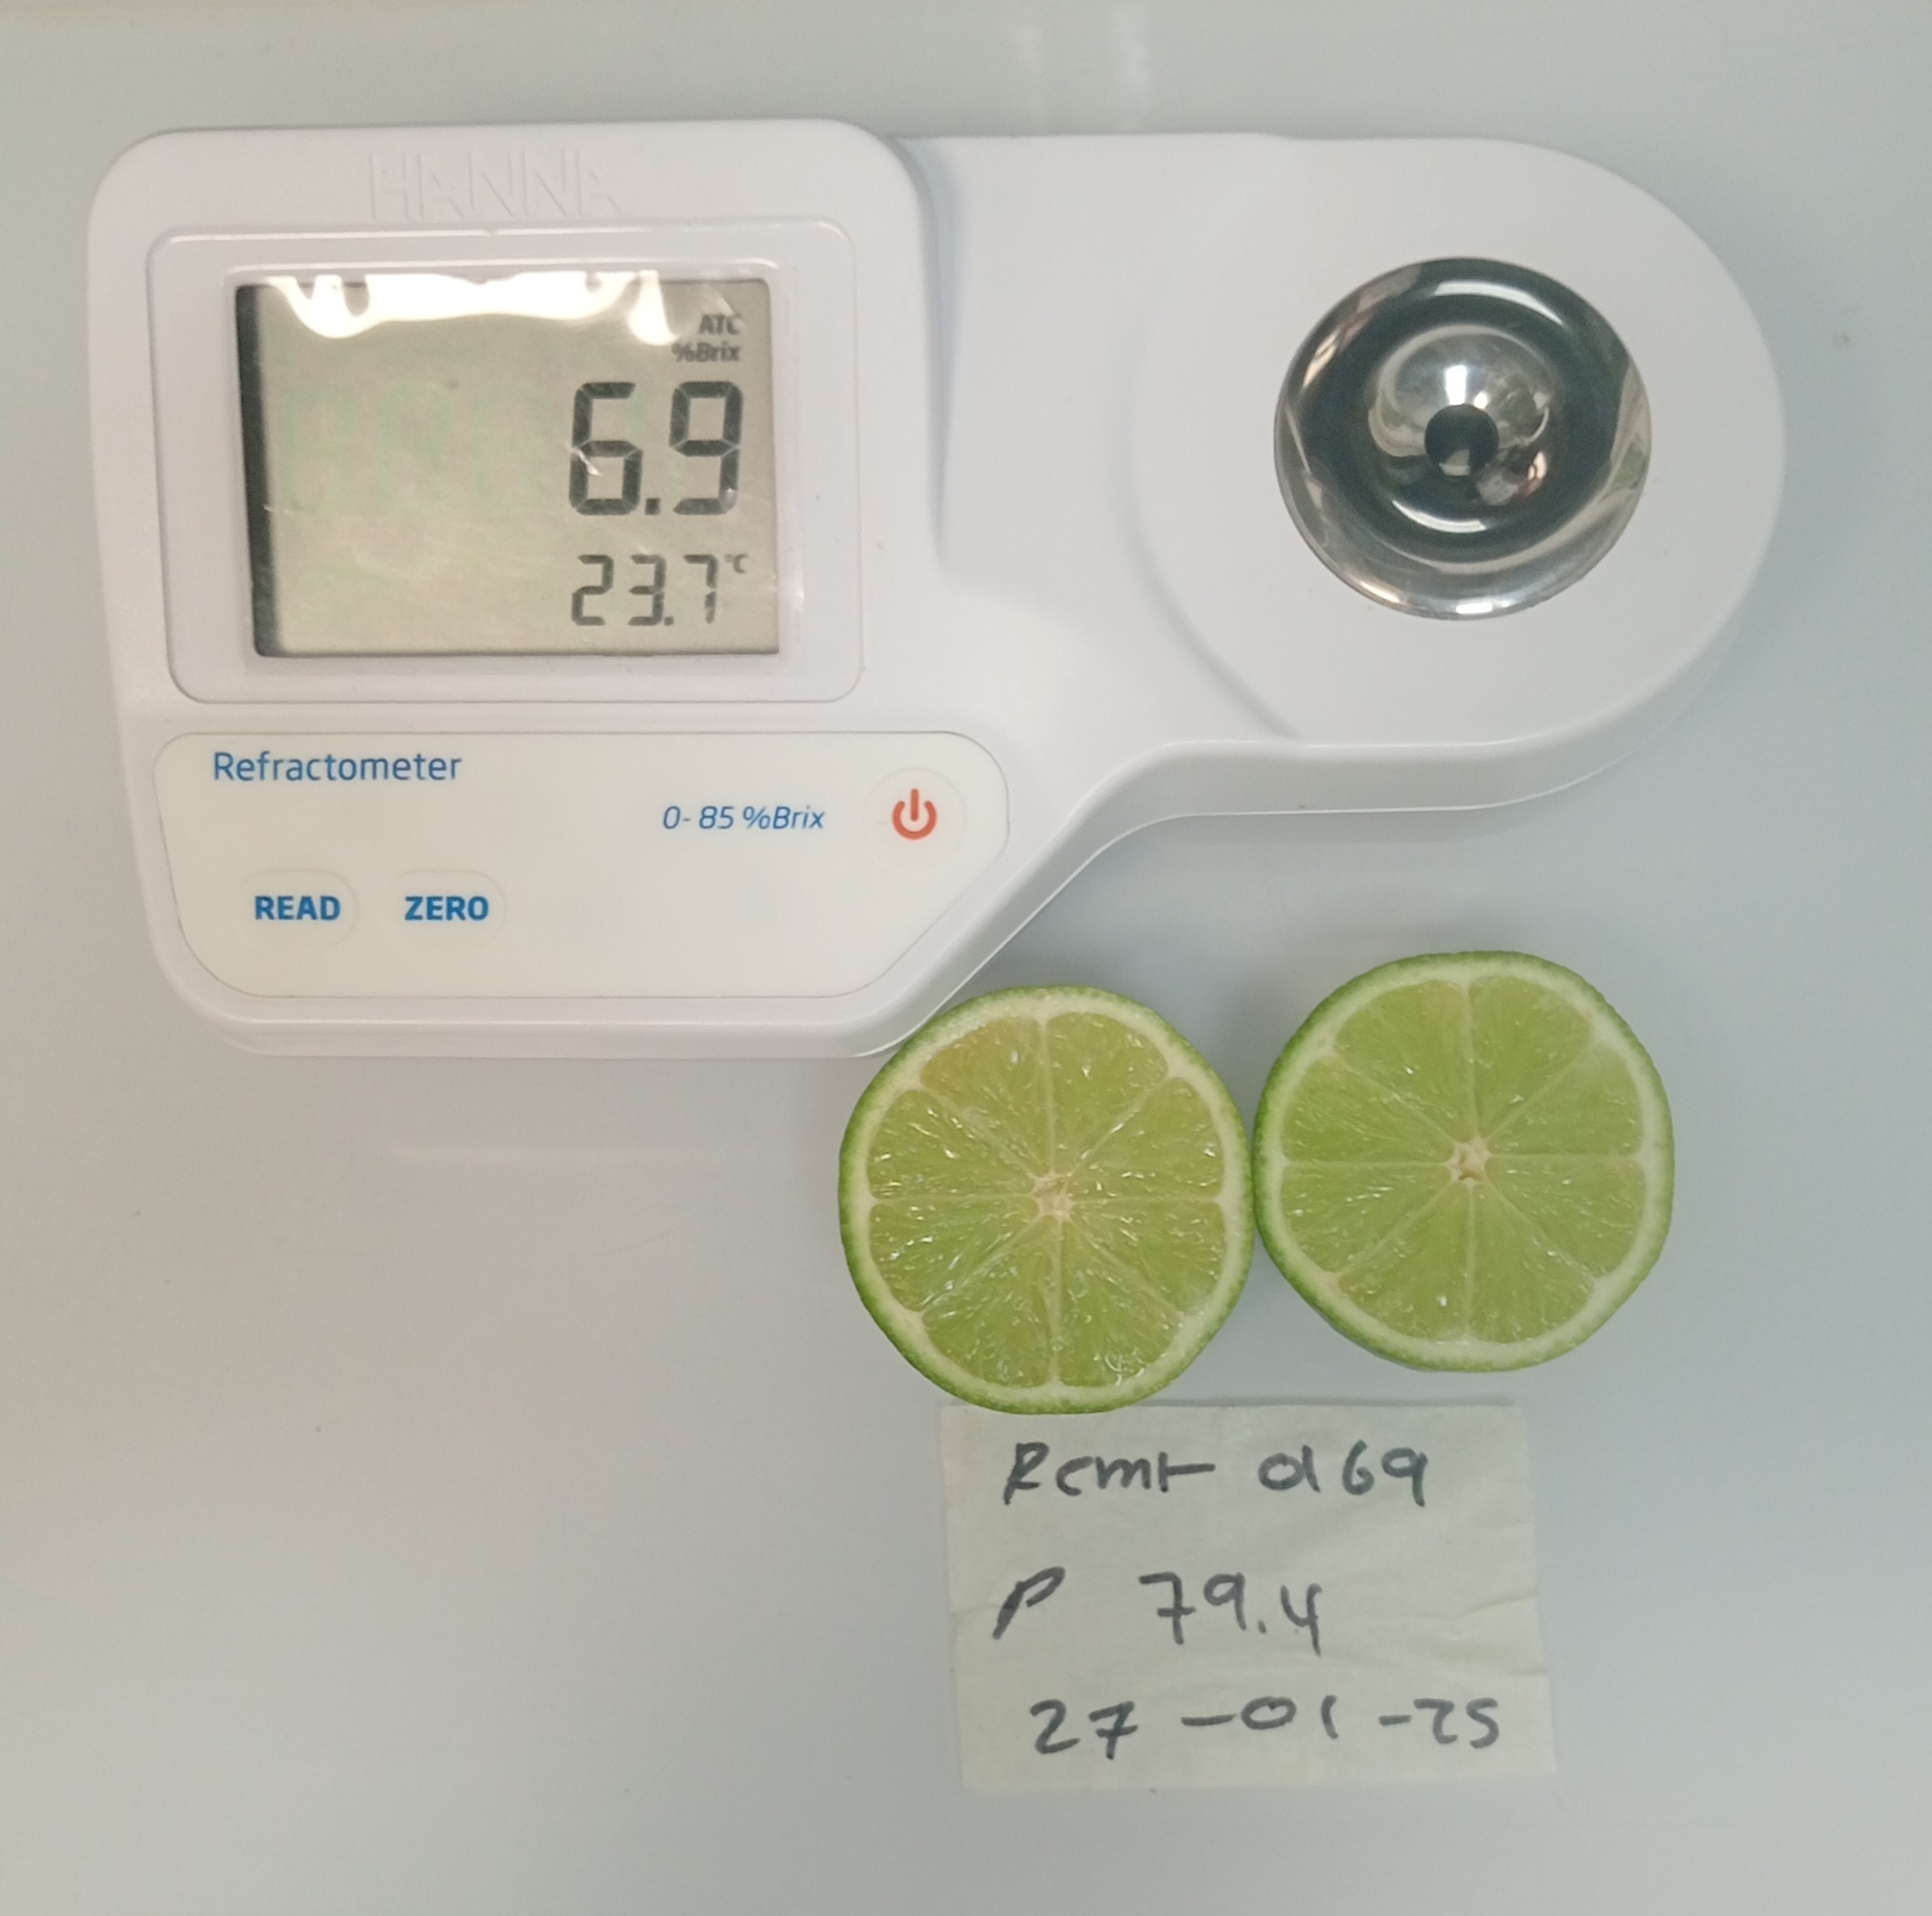 HANNA
ATC
%Brix
6.9
23.7°C
Refractometer
0- 85 %Brix
READ ZERO
Rcmt 0169
P 79.4
27-01-25